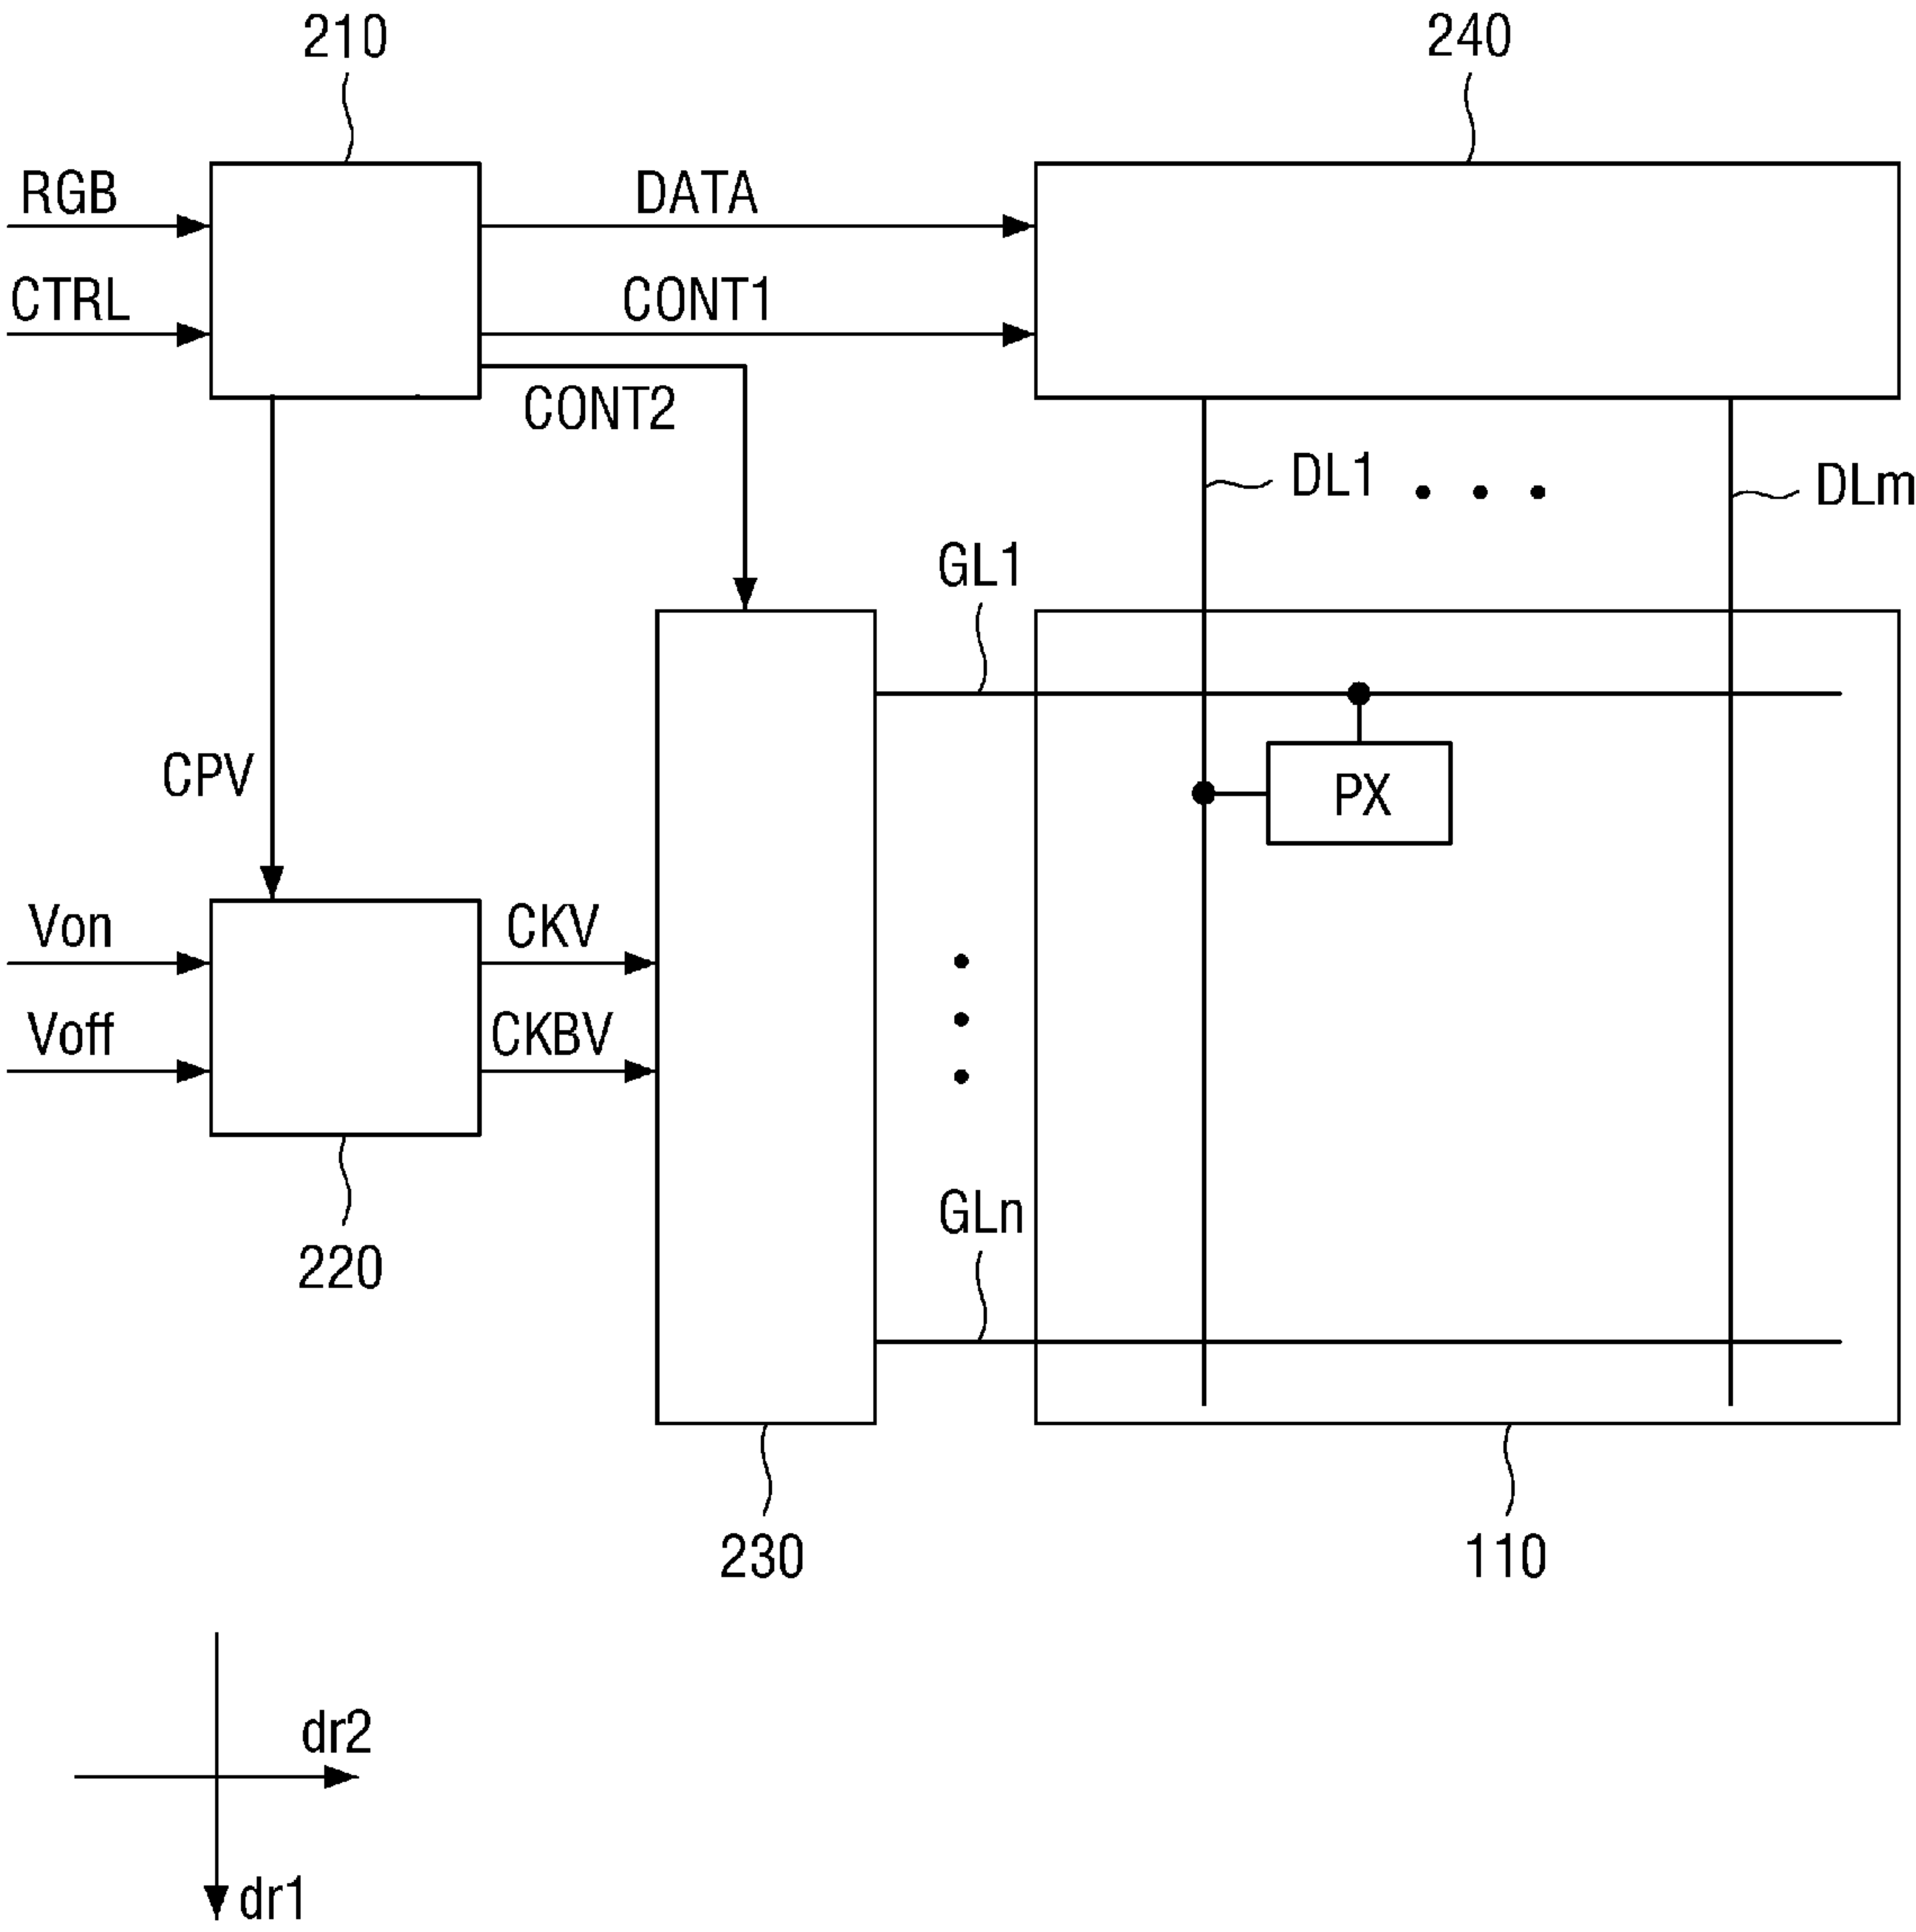 210
240
RGB
DATA
CTRL
CONT1
CONT2
DL1
DLm
GL1
CPV
PX
Von
CKV
Voff
CKBV
GLn
220
230
110
dr2
dr1